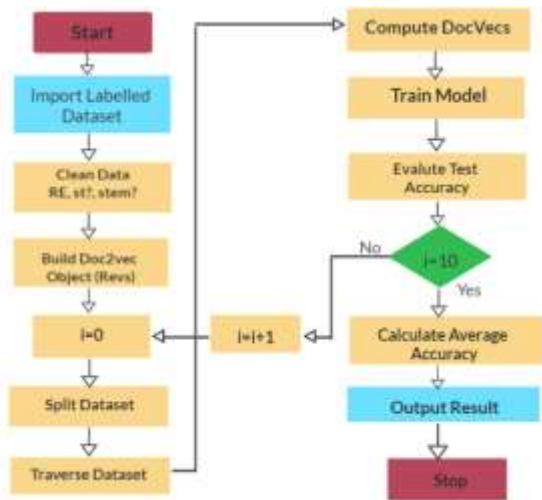 Start
Import Labelled
Dataset
Clean Data
RE, st?, stem?
Build Doc2vec
Object (Revs)
i=0
Split Dataset
Traverse Dataset
Compute DocVecs
Train Model
Evalute Test
Accuracy
i=10
No
Yes
i=i+1
Calculate Average
Accuracy
Output Result
Stop